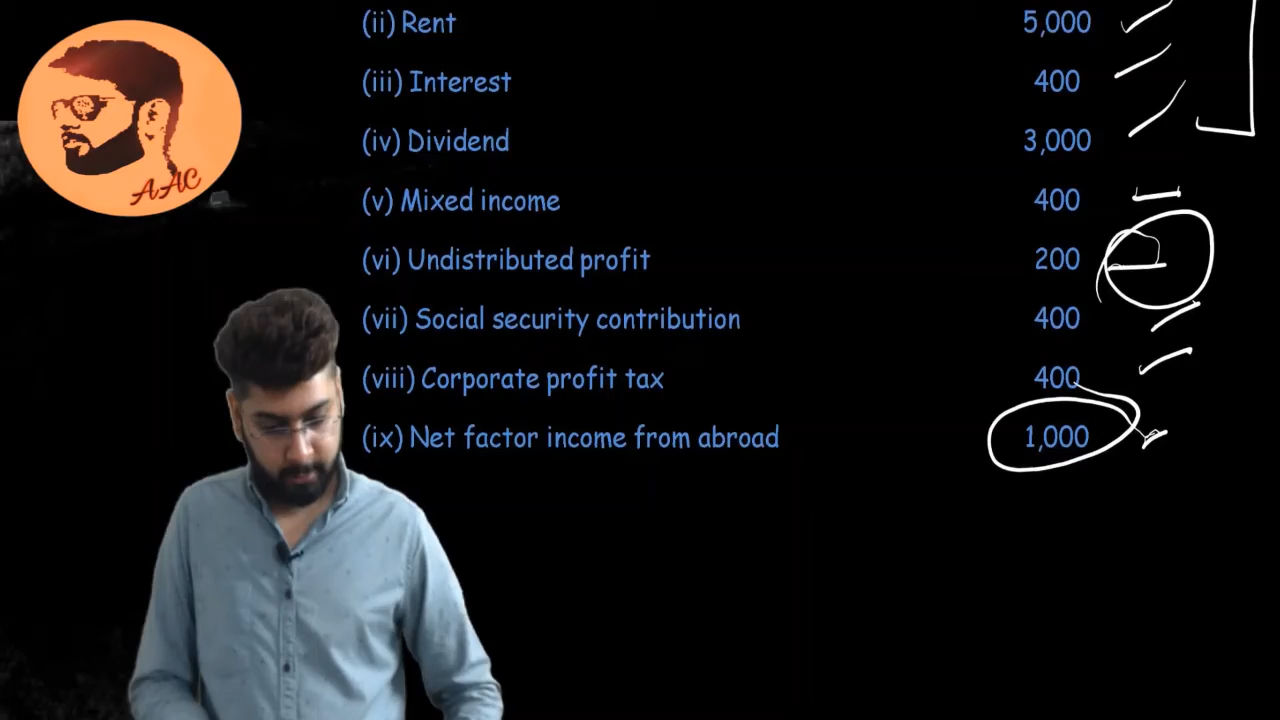 (ii) Rent 5,000
(iii) Interest 400
(iv) Dividend 3,000
(v) Mixed income 400
(vi) Undistributed profit 200
(vii) Social security contribution 400
(viii) Corporate profit tax 400
(ix) Net factor income from abroad 1,000
AAC